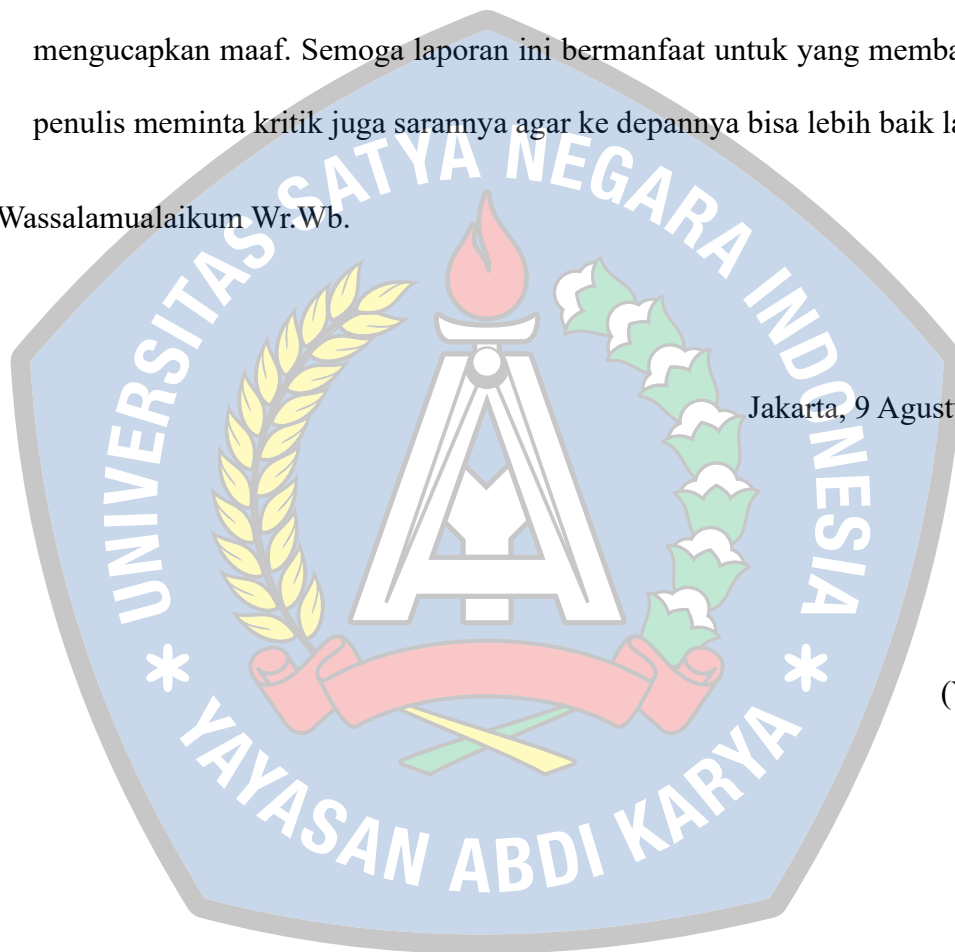 mengucapkan maaf. Semoga laporan ini bermanfaat untuk yang memba
penulis meminta kritik juga sarannya agar ke depannya bisa lebih baik la
Wassalamualaikum Wr.Wb.
Jakarta, 9 Agust
(
UNIVERSITAS SATYA NEGARA INDONESIA
* YAYASAN ABDI KARYA *